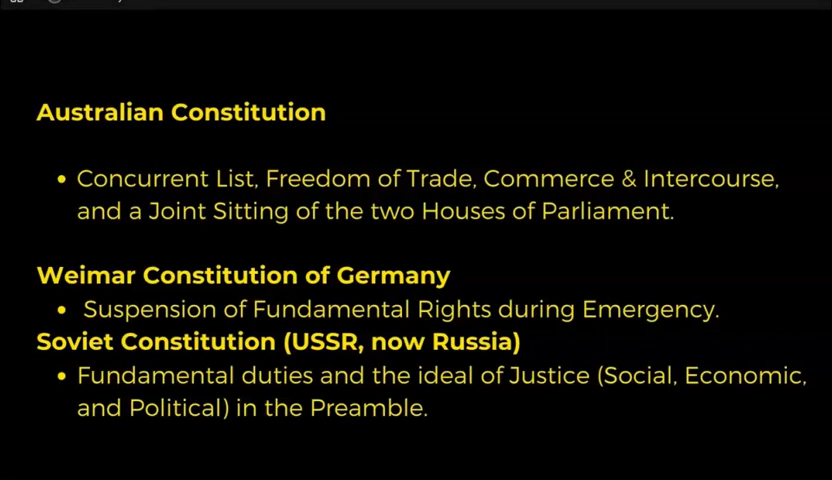 Australian Constitution
• Concurrent List, Freedom of Trade, Commerce & Intercourse,
and a Joint Sitting of the two Houses of Parliament.
Weimar Constitution of Germany
• Suspension of Fundamental Rights during Emergency.
Soviet Constitution (USSR, now Russia)
• Fundamental duties and the ideal of Justice (Social, Economic,
and Political) in the Preamble.